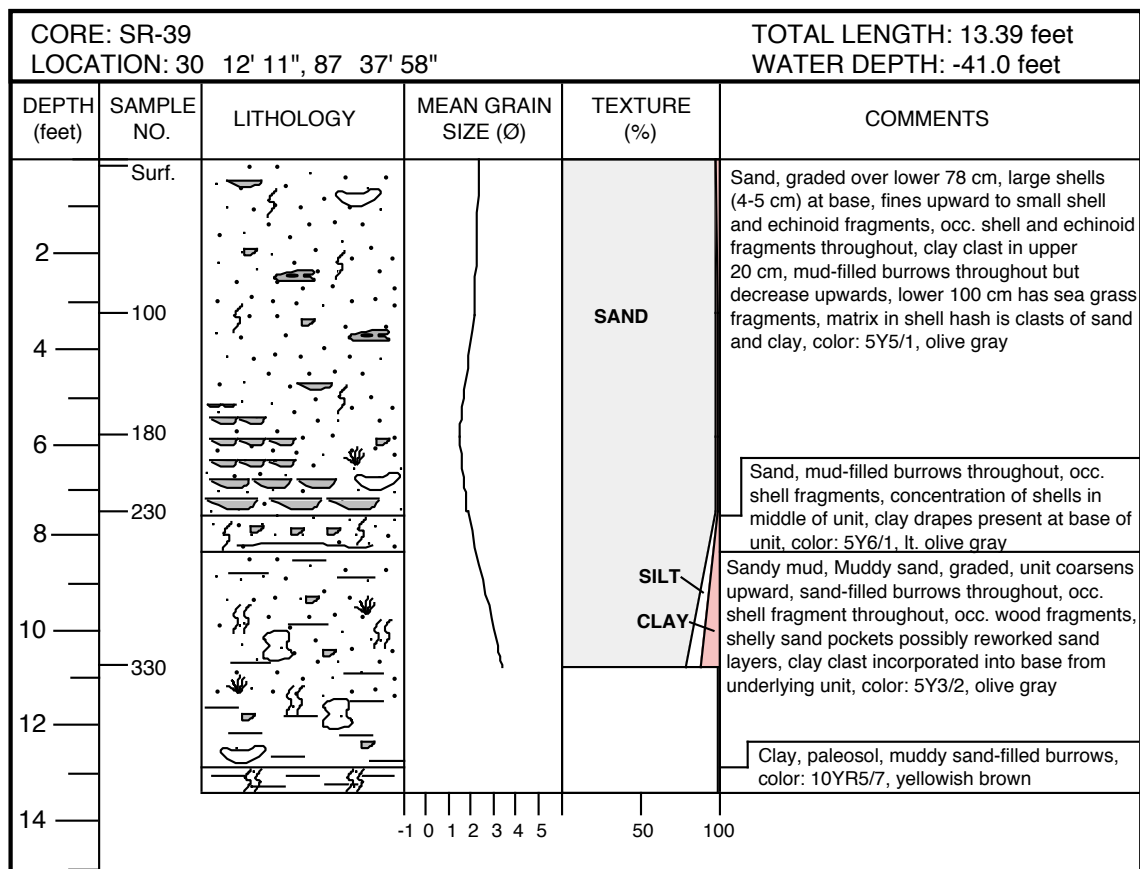 CORE: SR-39
LOCATION: 30 12' 11", 87 37' 58"
TOTAL LENGTH: 13.39 feet
WATER DEPTH: -41.0 feet
DEPTH
(feet)
SAMPLE
NO.
LITHOLOGY
MEAN GRAIN
SIZE (Ø)
TEXTURE
(%)
COMMENTS
2
4
6
8
10
12
14
Surf.
100
180
230
330
-1 0 1 2 3 4 5
SAND
SILT
CLAY
50 100
Sand, graded over lower 78 cm, large shells
(4-5 cm) at base, fines upward to small shell
and echinoid fragments, occ. shell and echinoid
fragments throughout, clay clast in upper
20 cm, mud-filled burrows throughout but
decrease upwards, lower 100 cm has sea grass
fragments, matrix in shell hash is clasts of sand
and clay, color: 5Y5/1, olive gray
Sand, mud-filled burrows throughout, occ.
shell fragments, concentration of shells in
middle of unit, clay drapes present at base of
unit, color: 5Y6/1, lt. olive gray
Sandy mud, Muddy sand, graded, unit coarsens
upward, sand-filled burrows throughout, occ.
shell fragment throughout, occ. wood fragments,
shelly sand pockets possibly reworked sand
layers, clay clast incorporated into base from
underlying unit, color: 5Y3/2, olive gray
Clay, paleosol, muddy sand-filled burrows,
color: 10YR5/7, yellowish brown